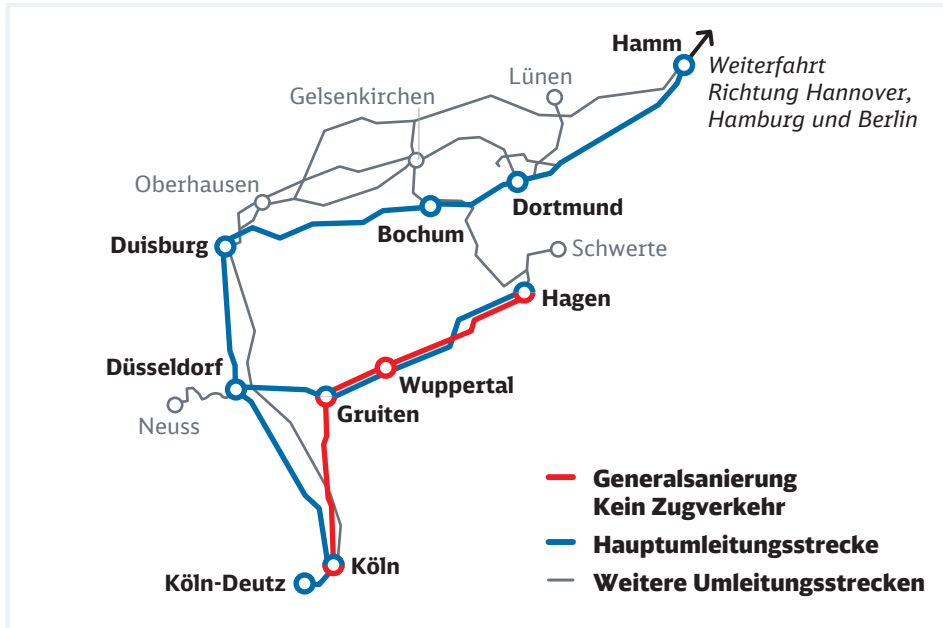 Hamm
Weiterfahrt
Richtung Hannover,
Hamburg und Berlin
Lünen
Gelsenkirchen
Oberhausen
Dortmund
Bochum
Duisburg
Schwerte
Hagen
Düsseldorf
Wuppertal
Gruiten
Neuss
Generalsanierung
Kein Zugverkehr
Hauptumleitungsstrecke
Köln
Köln-Deutz
Weitere Umleitungsstrecken